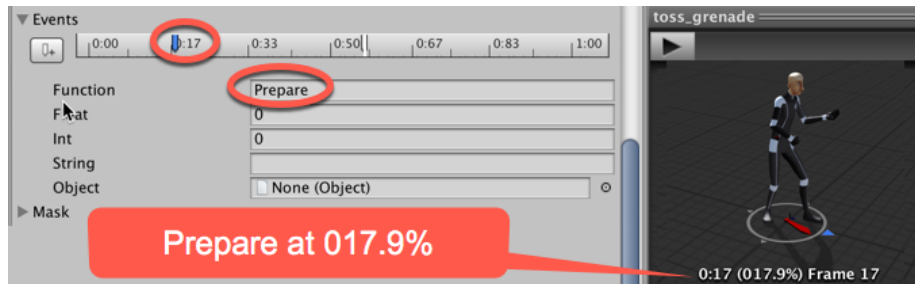 Events
toss_grenade
0:00 0:17 0:33 0:50 0:67 0:83 1:00
Function Prepare
Float 0
Int 0
String
Object None (Object)
Mask
Prepare at 017.9%
0:17 (017.9%) Frame 17